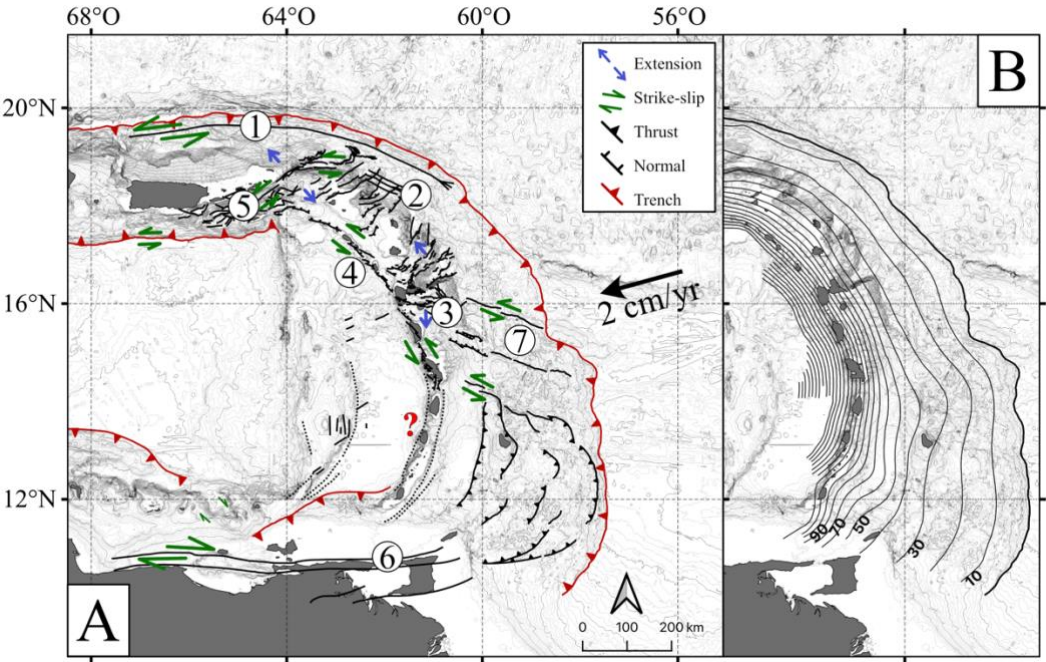 68°O 64°O 60°O 56°O
20°N
16°N
12°N
Extension
Strike-slip
Thrust
Normal
Trench
B
1
2
5
4
3
2 cm/yr
7
?
6
A
0 100 200 km
90
70
50
30
10